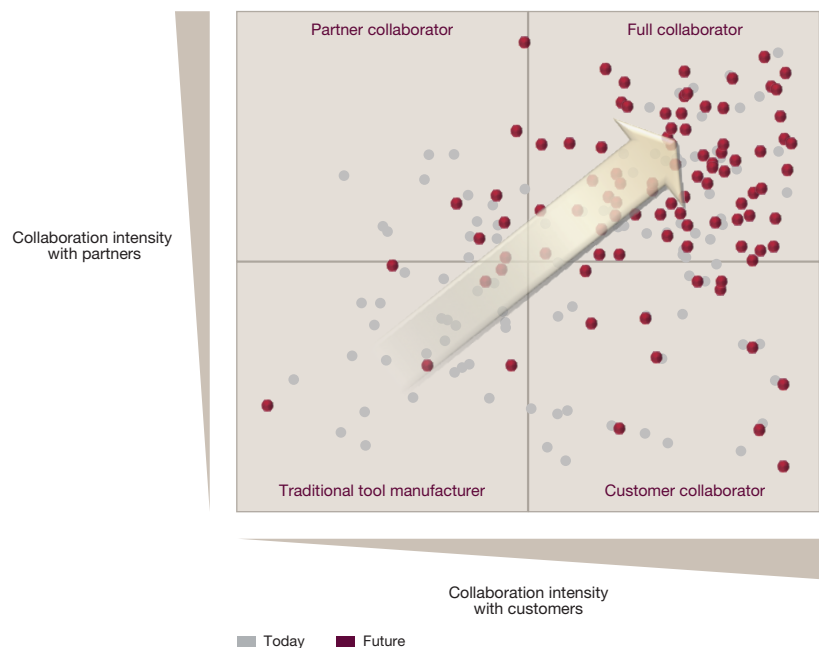 Partner collaborator
Full collaborator
Collaboration intensity
with partners
Traditional tool manufacturer
Customer collaborator
Collaboration intensity
with customers
Today
Future